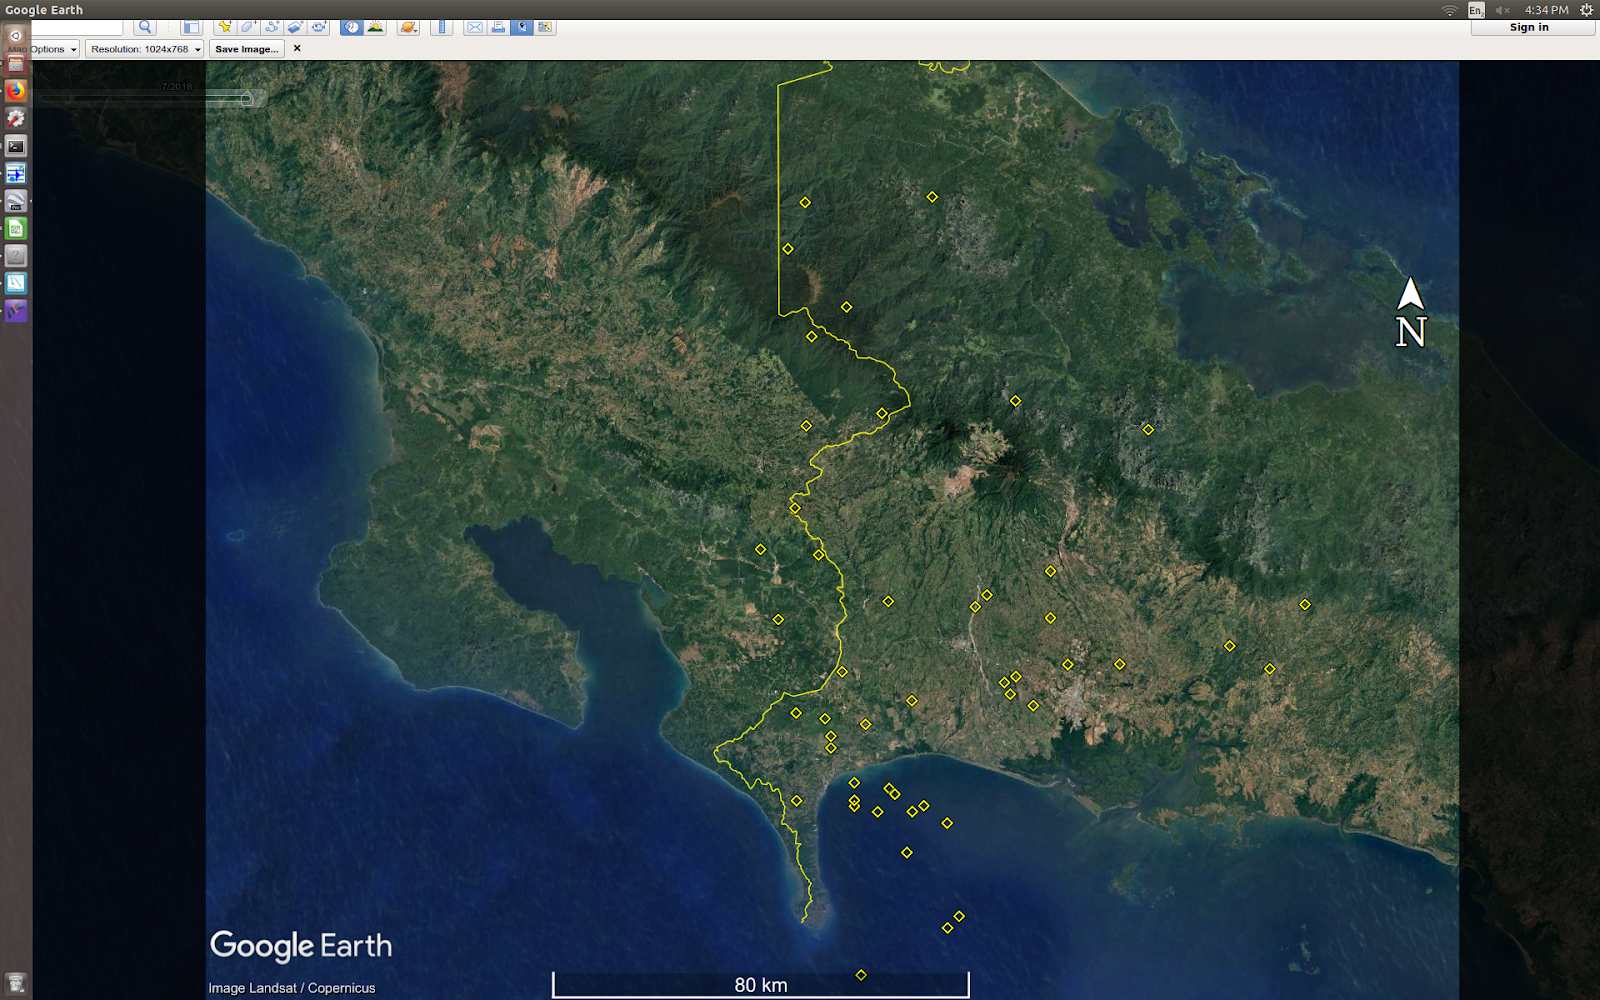 Google Earth
En2
4:34 PM
Sign in
Options
Resolution: 1024x768
Save Image...
7/2018
N
Google Earth
80 km
Image Landsat / Copernicus